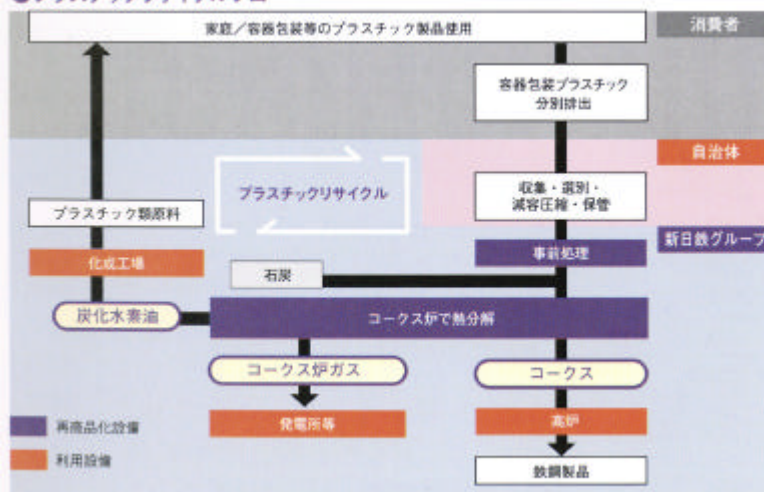 家庭／容器包装等のプラスチック製品使用
消費者
容器包装プラスチック
分別排出
自治体
プラスチックリサイクル
収集・選別・
減容圧縮・保管
プラスチック類原料
新日鉄グループ
事前処理
化成工場
石炭
炭化水素油
コークス炉で熱分解
コークス炉ガス
コークス
再商品化設備
発電所等
高炉
利用設備
鉄鋼製品